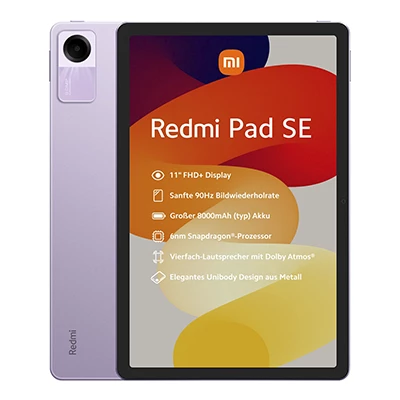 mi
Redmi Pad SE
11" FHD+ Display
Sanfte 90Hz Bildwiederholrate
Großer 8000mAh (typ) Akku
6nm Snapdragon®-Prozessor
Vierfach-Lautsprecher mit Dolby Atmos®
Elegantes Unibody Design aus Metall
Redmi